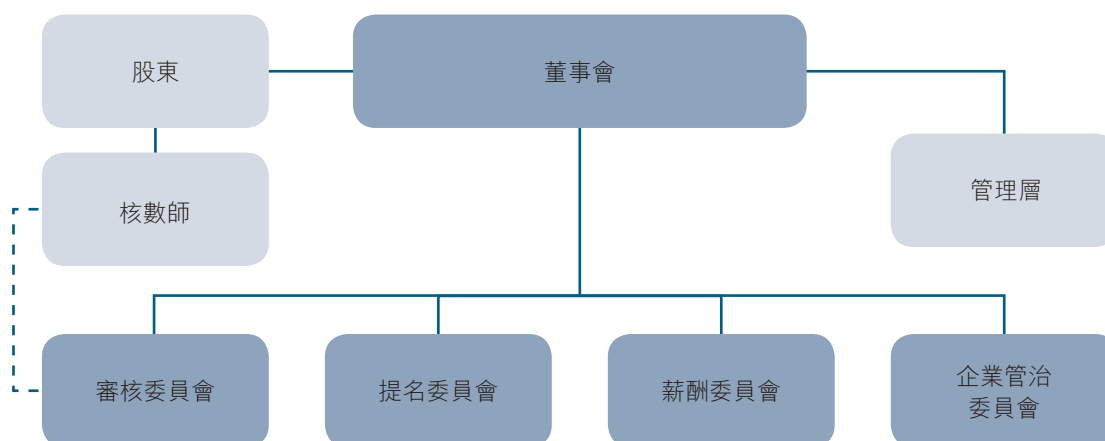 股東
董事會
管理層
核數師
審核委員會
提名委員會
薪酬委員會
企業管治
委員會